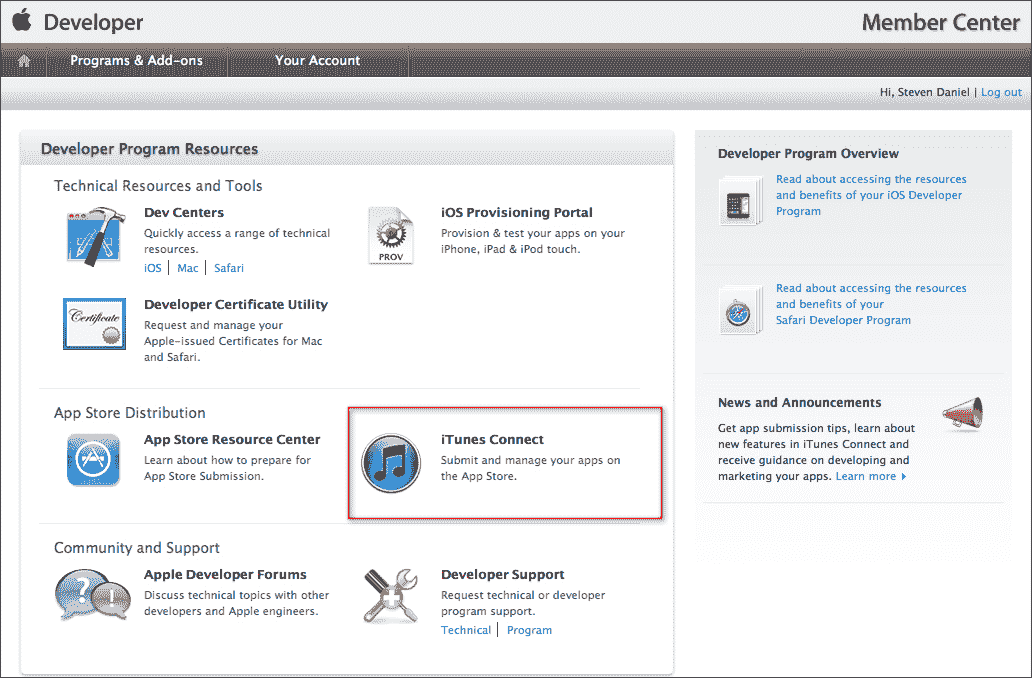 Developer
Member Center
Programs & Add-ons
Your Account
Hi, Steven Daniel | Log out
Developer Program Resources
Technical Resources and Tools
Dev Centers
Quickly access a range of technical
resources.
iOS | Mac | Safari
PROV
iOS Provisioning Portal
Provision & test your apps on your
iPhone, iPad & iPod touch.
Certificate
Developer Certificate Utility
Request and manage your
Apple-issued Certificates for Mac
and Safari.
App Store Distribution
App Store Resource Center
Learn about how to prepare for
App Store Submission.
iTunes Connect
Submit and manage your apps on
the App Store.
Community and Support
Apple Developer Forums
Discuss technical topics with other
developers and Apple engineers.
Developer Support
Request technical or developer
program support.
Technical | Program
Developer Program Overview
Read about accessing the resources
and benefits of your iOS Developer
Program
Read about accessing the resources
and benefits of your
Safari Developer Program
News and Announcements
Get app submission tips, learn about
new features in iTunes Connect and
receive guidance on developing and
marketing your apps. Learn more